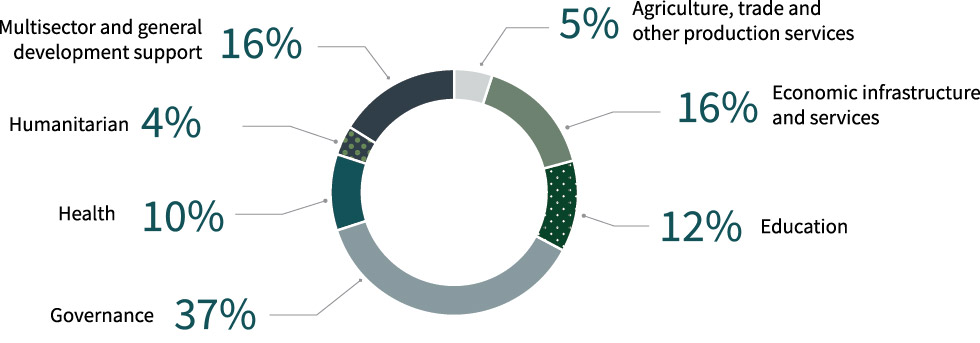 Multisector and general
development support
16%
5%
Agriculture, trade and
other production services
16%
Economic infrastructure
and services
Humanitarian 4%
Health 10%
12% Education
Governance 37%